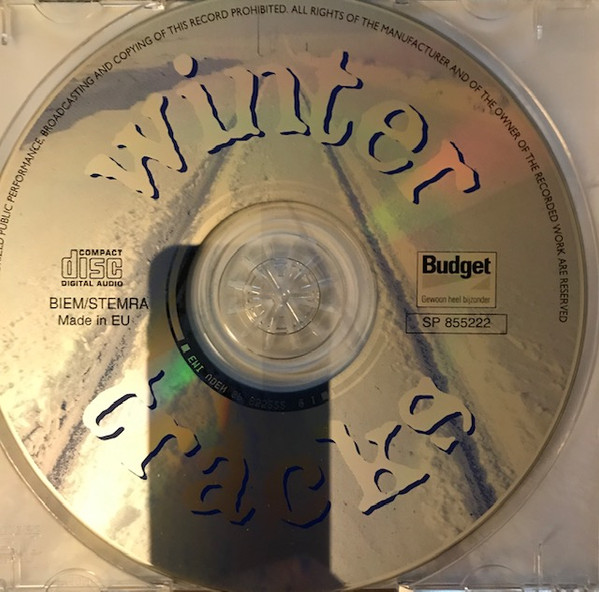 PUBLIC PERFORMANCE, BROADCASTING AND COPYING OF THIS RECORD PROHIBITED. ALL RIGHTS OF THE MANUFACTURER AND OF THE OWNER OF THE RECORDED WORK ARE RESERVED
winter
COMPACT
disc
DIGITAL AUDIO
BIEM/STEMRA
Made in EU
Budget
Gewoon heel bijzonder
SP 855222
tracks